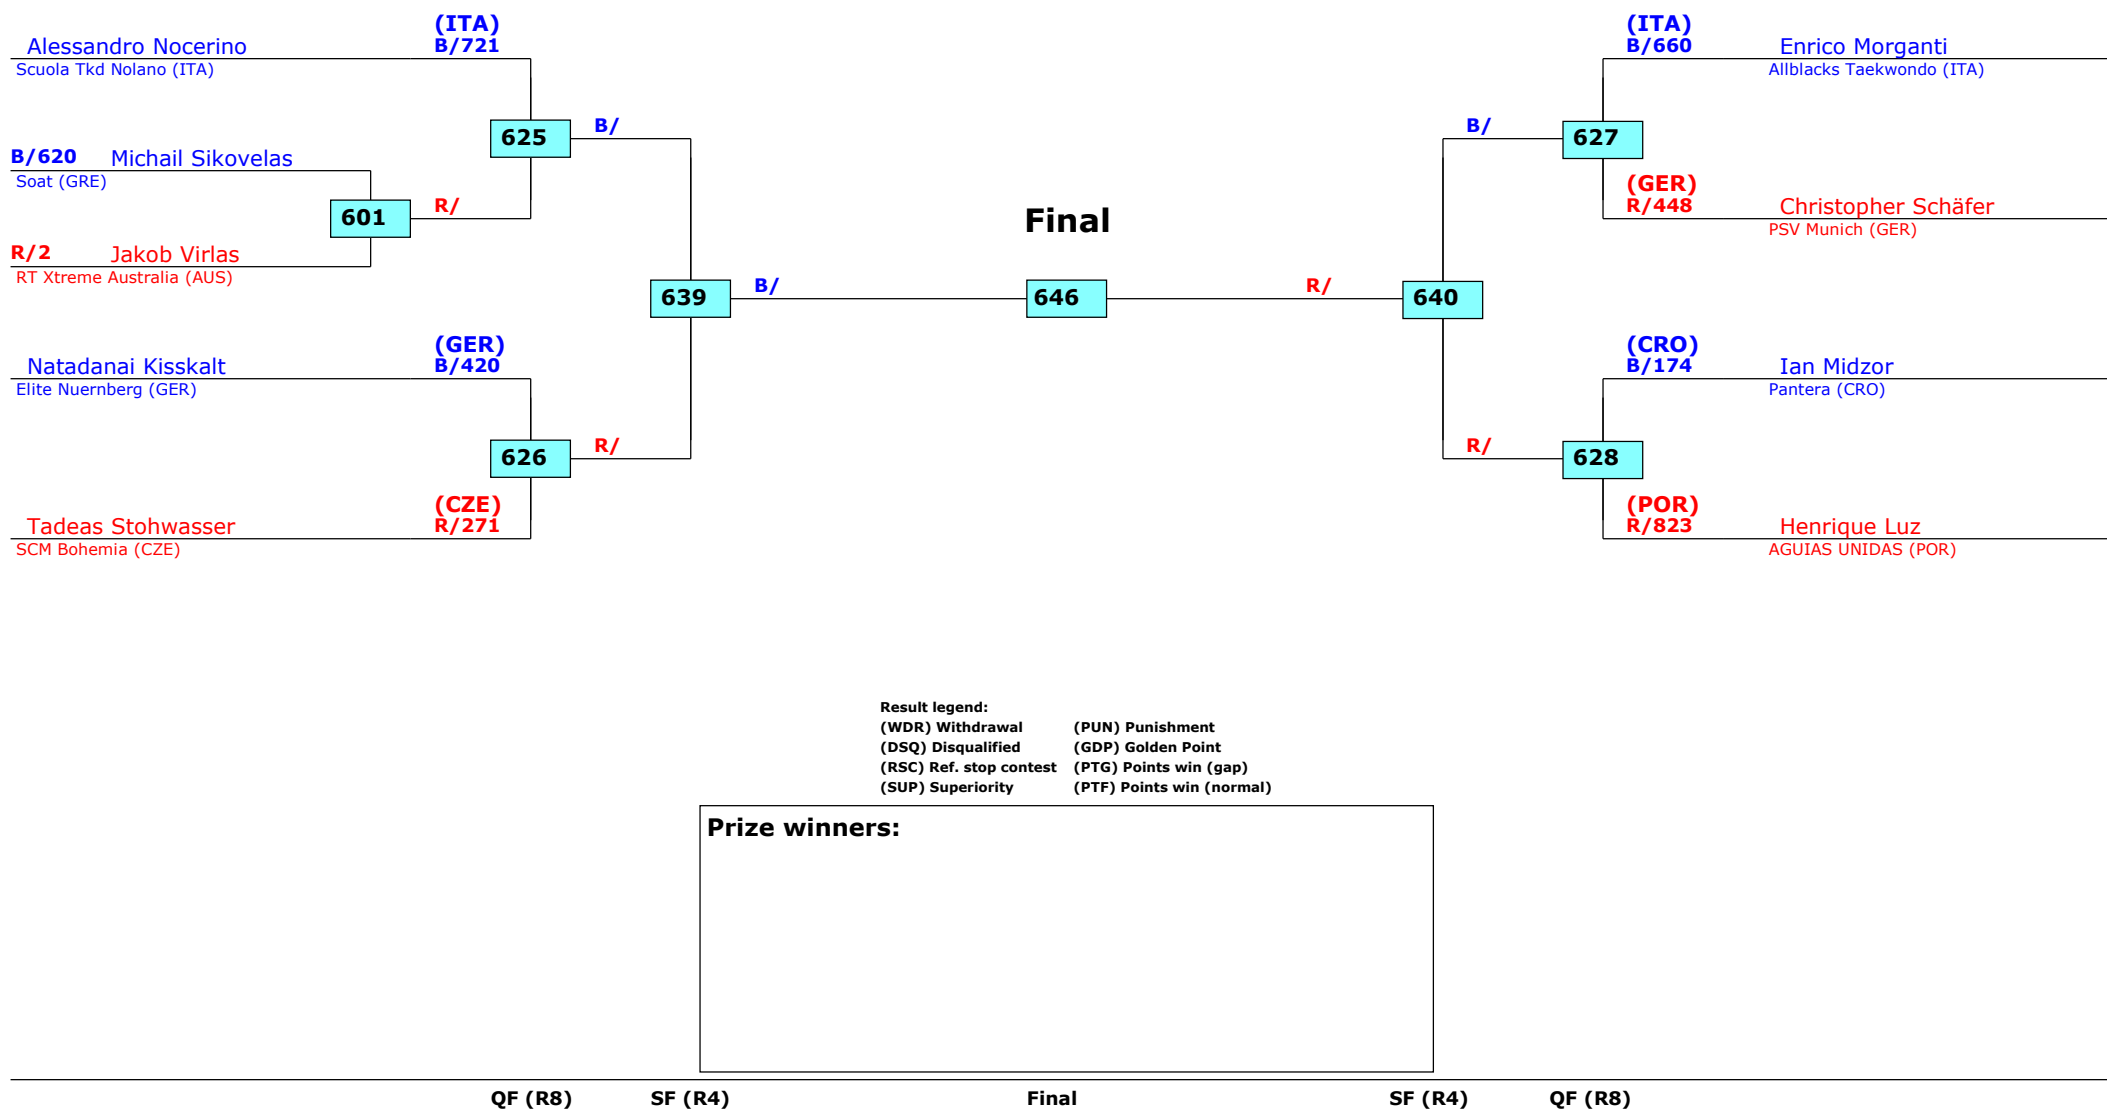 (ITA)
Alessandro Nocerino B/721
Scuola Tkd Nolano (ITA)
625 B/
B/620 Michail Sikovelas
Soat (GRE)
601 R/
R/2 Jakob Virlas
RT Xtreme Australia (AUS)
639 B/
(GER)
Natadanai Kisskalt B/420
Elite Nuernberg (GER)
626 R/
(CZE)
Tadeas Stohwasser R/271
SCM Bohemia (CZE)
Final
646
(ITA)
B/660 Enrico Morganti
Allblacks Taekwondo (ITA)
B/ 627
(GER)
R/448 Christopher Schäfer
PSV Munich (GER)
R/ 640
(CRO)
B/174 Ian Midzor
Pantera (CRO)
R/ 628
(POR)
R/823 Henrique Luz
AGUIAS UNIDAS (POR)
Result legend:
(WDR) Withdrawal (PUN) Punishment
(DSQ) Disqualified (GDP) Golden Point
(RSC) Ref. stop contest (PTG) Points win (gap)
(SUP) Superiority (PTF) Points win (normal)
Prize winners:
QF (R8) SF (R4) Final SF (R4) QF (R8)